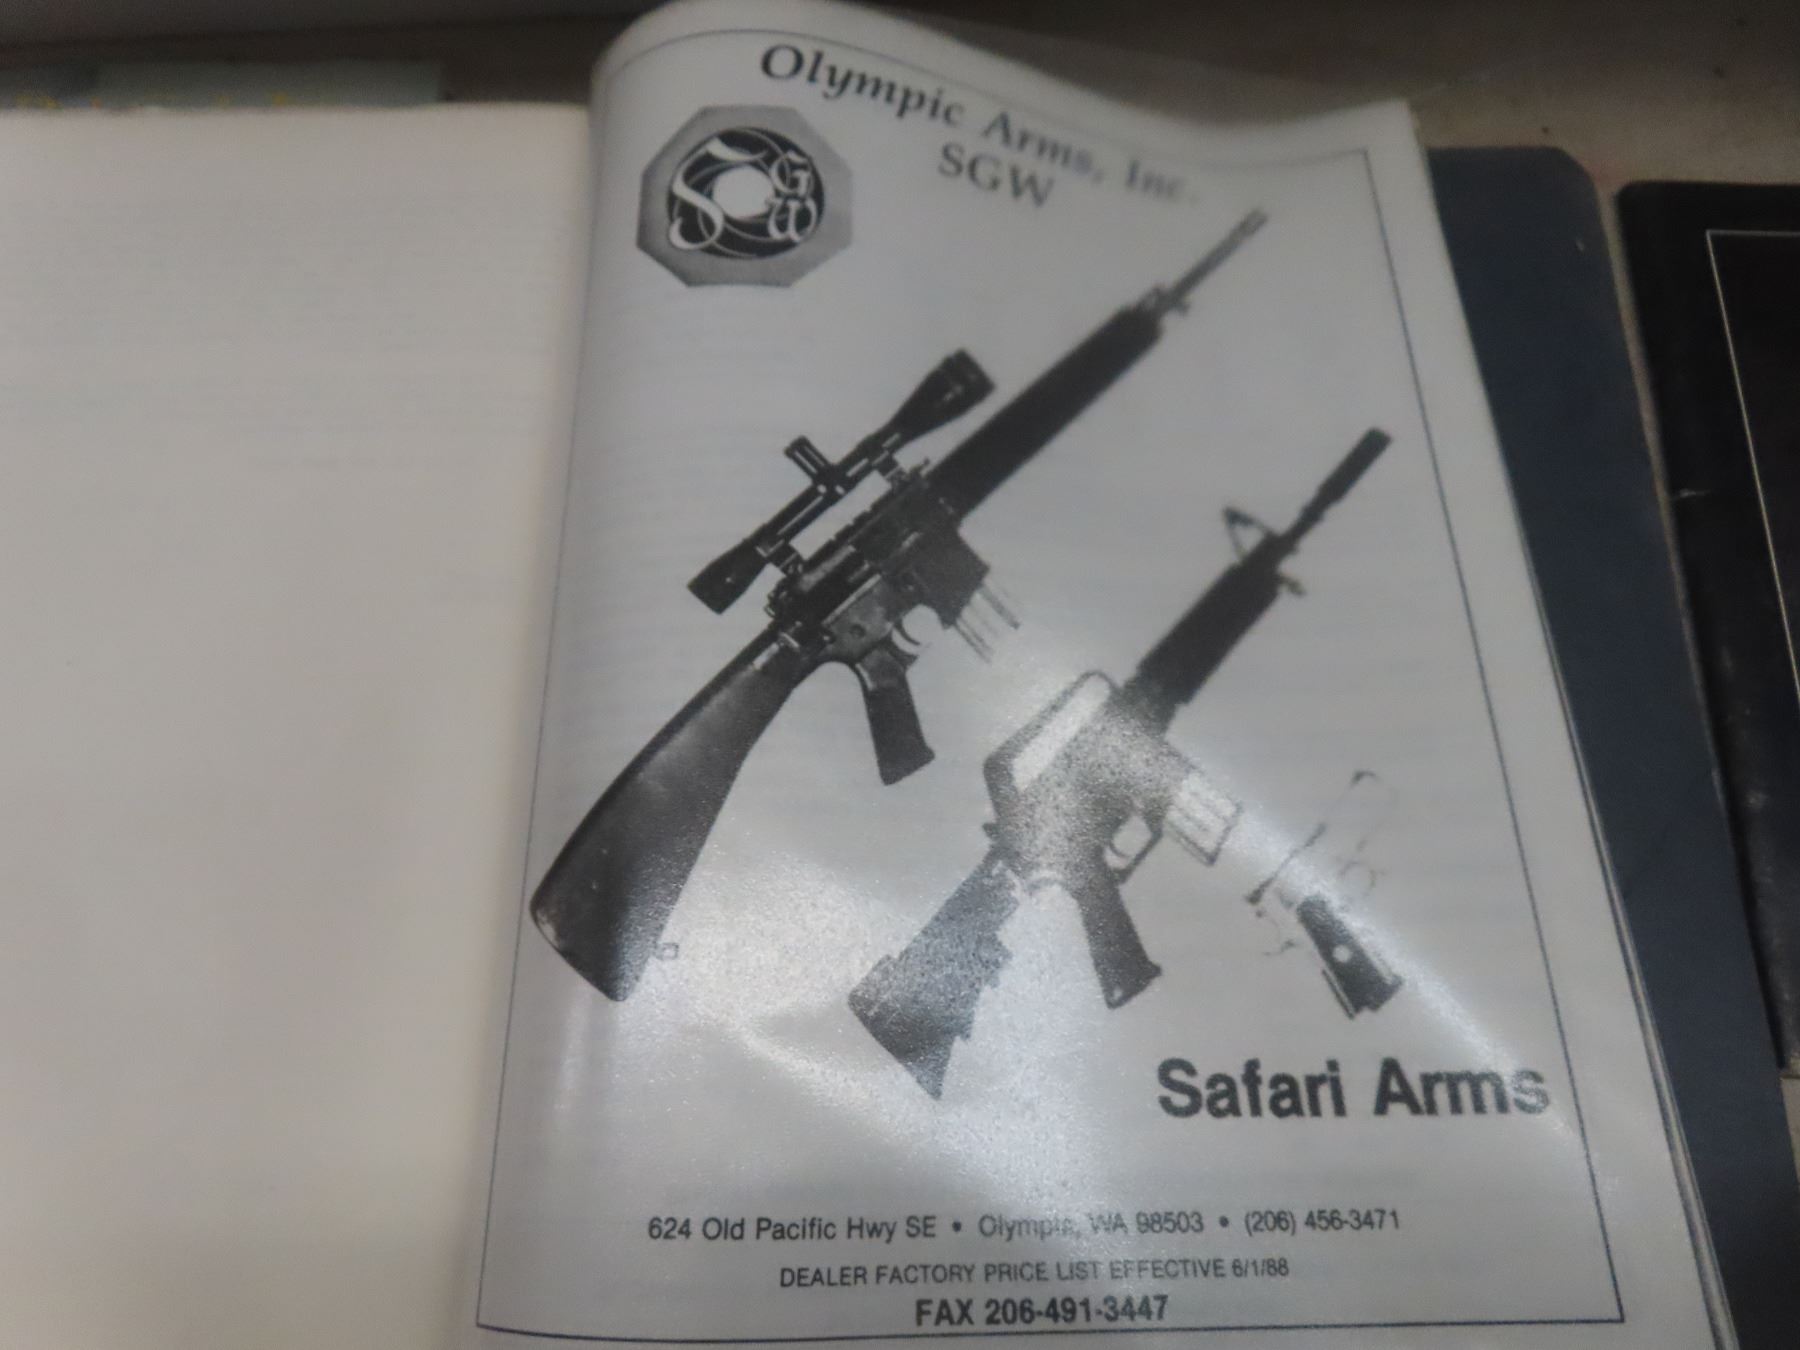 Olympic Arms, Inc.
SGW
SGW
Safari Arms
624 Old Pacific Hwy SE • Olympia, WA 98503 • (206) 456-3471
DEALER FACTORY PRICE LIST EFFECTIVE 6/1/88
FAX 206-491-3447